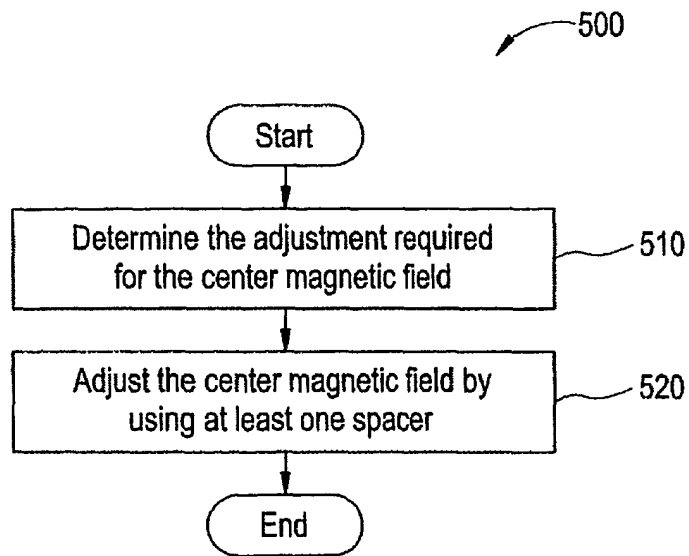 500
Start
Determine the adjustment required
for the center magnetic field
510
Adjust the center magnetic field by
using at least one spacer
520
End